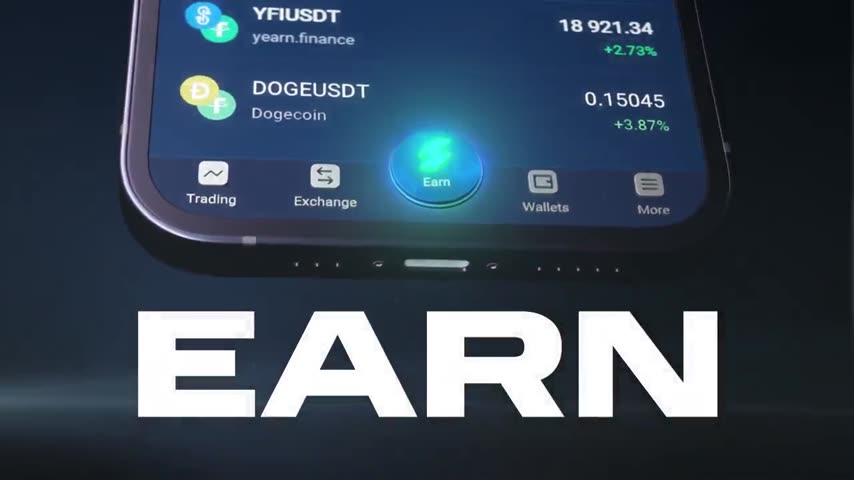 YFIUSDT 18 921.34
yearn.finance +2.73%
DOGEUSDT 0.15045
Dogecoin +3.87%
Trading Exchange Earn Wallets More
EARN